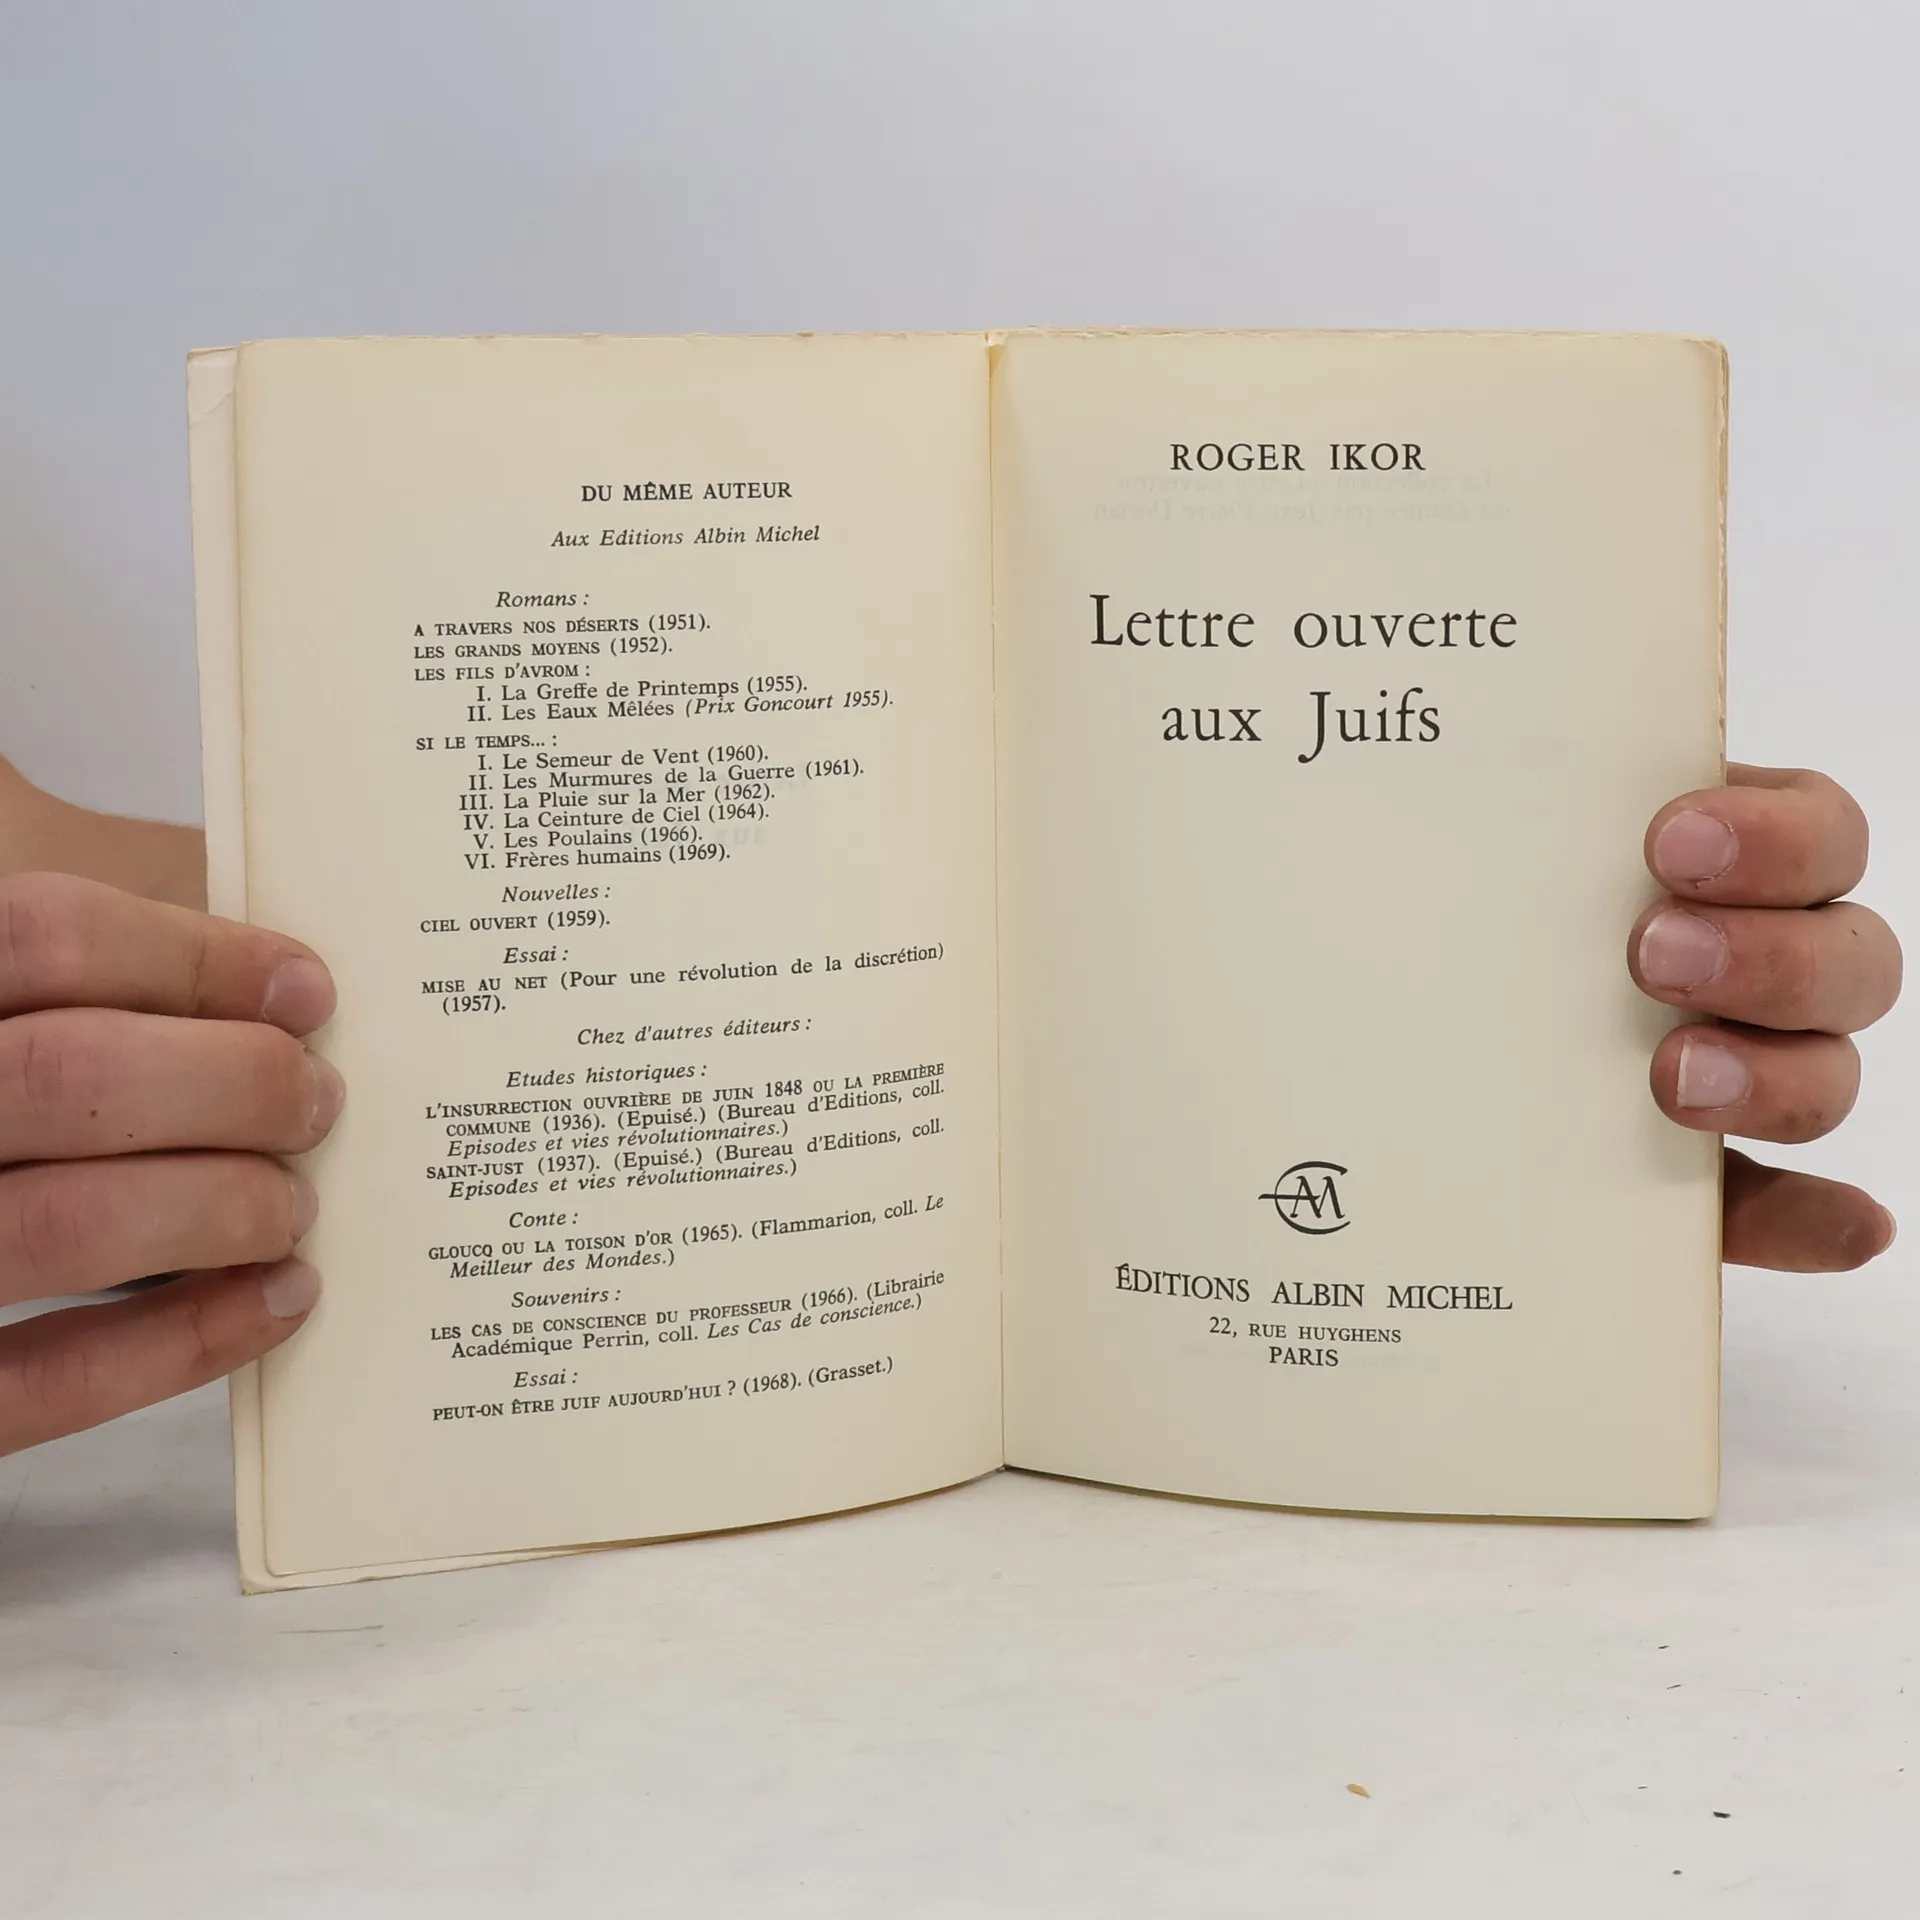 DU MÊME AUTEUR
Aux Editions Albin Michel
Romans :
A TRAVERS NOS DÉSERTS (1951).
LES GRANDS MOYENS (1952).
LES FILS D'AVROM :
I. La Greffe de Printemps (1955).
II. Les Eaux Mêlées (Prix Goncourt 1955).
SI LE TEMPS... :
I. Le Semeur de Vent (1960).
II. Les Murmures de la Guerre (1961).
III. La Pluie sur la Mer (1962).
IV. La Ceinture de Ciel (1964).
V. Les Poulains (1966).
VI. Frères humains (1969).
Nouvelles :
CIEL OUVERT (1959).
Essai :
MISE AU NET (Pour une révolution de la discrétion)
(1957).
Chez d'autres éditeurs :
Etudes historiques :
L'INSURRECTION OUVRIÈRE DE JUIN 1848 OU LA PREMIÈRE
COMMUNE (1936). (Epuisé.) (Bureau d'Editions, coll.
Episodes et vies révolutionnaires.)
SAINT-JUST (1937). (Epuisé.) (Bureau d'Editions, coll.
Episodes et vies révolutionnaires.)
Conte :
GLOUCQ OU LA TOISON D'OR (1965). (Flammarion, coll. Le
Meilleur des Mondes.)
Souvenirs :
LES CAS DE CONSCIENCE DU PROFESSEUR (1966). (Librairie
Académique Perrin, coll. Les Cas de conscience.)
Essai :
PEUT-ON ÊTRE JUIF AUJOURD'HUI ? (1968). (Grasset.)
ROGER IKOR
Lettre ouverte
aux Juifs
AM
ÉDITIONS ALBIN MICHEL
22, RUE HUYGHENS
PARIS